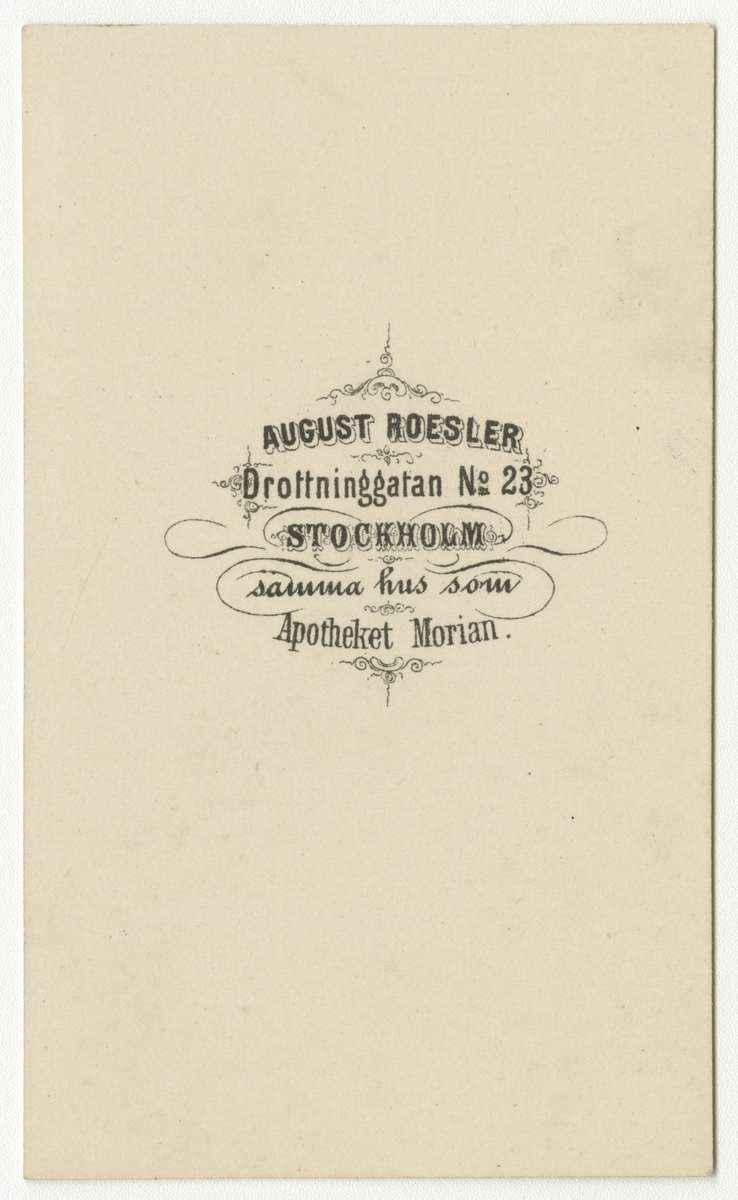 AUGUST ROESLER
Drottninggatan No 23
STOCKHOLM
samma hus som
Apotheket Morian.